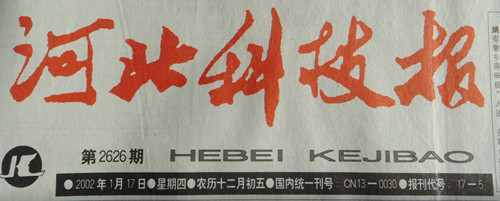 河北科技报
第2626期 HEBEI KEJIBAO
●2002年1月17日●星期四●农历十二月初五●国内统一刊号：CN13—0030●报刊代号：17—5